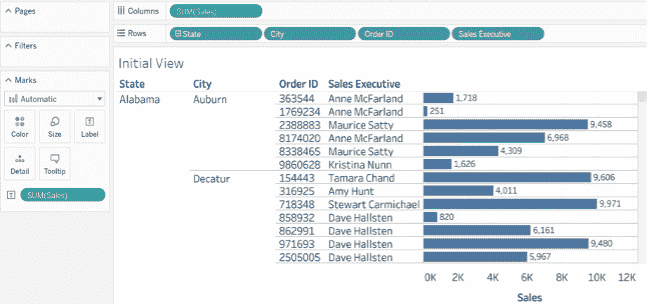 Pages
Columns SUM(Sales)
Rows State City Order ID Sales Executive
Filters
Marks
Automatic
Color Size Label
Detail Tooltip
SUM(Sales)
Initial View
State City Order ID Sales Executive
Alabama Auburn 363544 Anne McFarland 1,718
1769234 Anne McFarland 251
2388883 Maurice Satty 9,458
8174020 Anne McFarland 6,968
8338465 Maurice Satty 4,309
9860628 Kristina Nunn 1,626
Decatur 154443 Tamara Chand 9,606
316925 Amy Hunt 4,011
718348 Stewart Carmichael 9,971
858932 Dave Hallsten 820
862991 Dave Hallsten 6,161
971693 Dave Hallsten 9,480
2505005 Dave Hallsten 5,967
0K 2K 4K 6K 8K 10K 12K
Sales